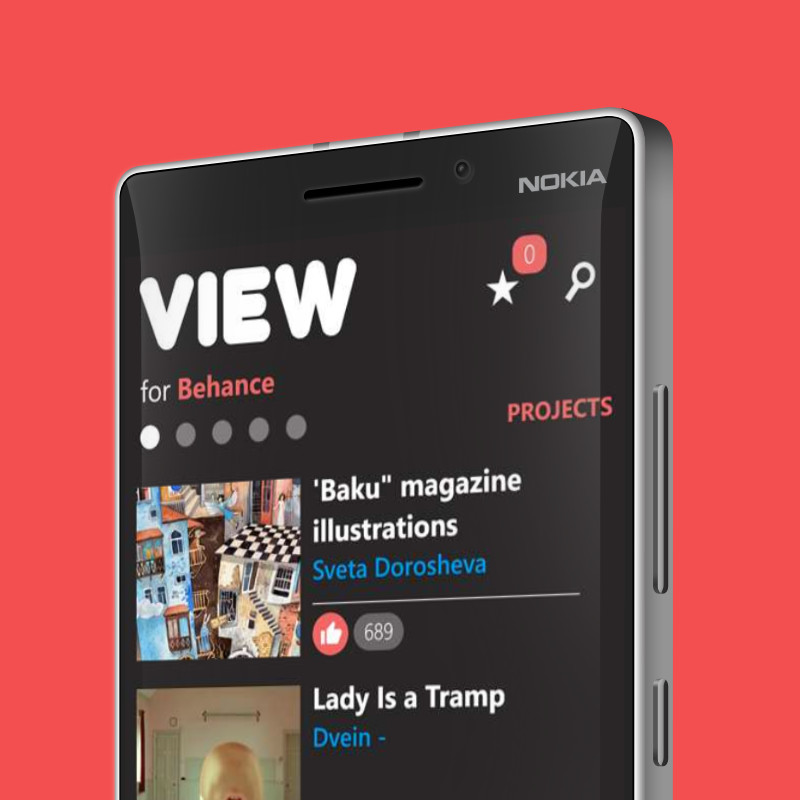 NOKIA
VIEW
0
for Behance
PROJECTS
'Baku" magazine
illustrations
Sveta Dorosheva
689
Lady Is a Tramp
Dvein -